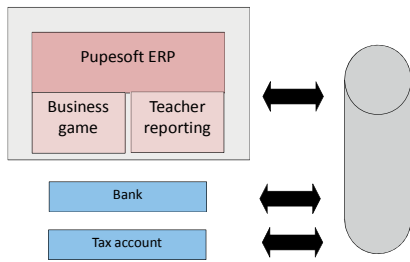 Pupesoft ERP
Business
game
Teacher
reporting
Bank
Tax account